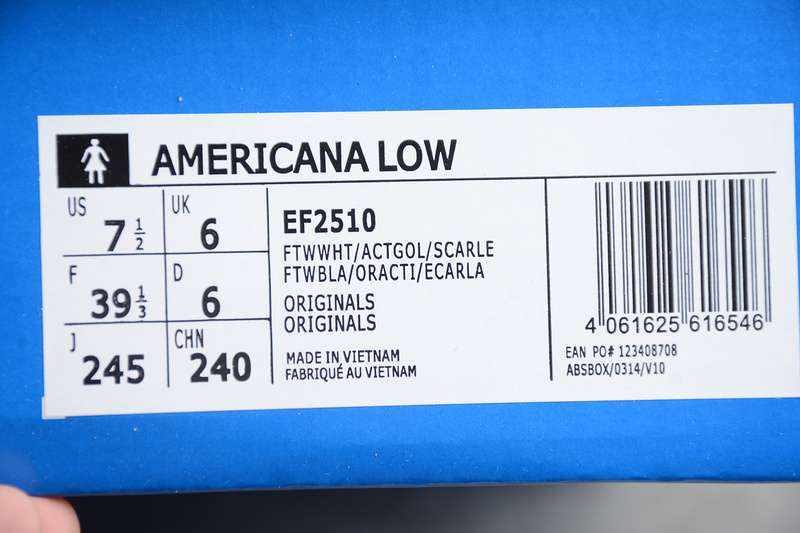 AMERICANA LOW
US 7 1/2
UK 6
F 39 1/3
D 6
J 245
CHN 240
EF2510
FTWWHT/ACTGOL/SCARLE
FTWBLA/ORACTI/ECARLA
ORIGINALS
ORIGINALS
MADE IN VIETNAM
FABRIQUÉ AU VIETNAM
4 061625 616546
EAN PO# 123408708
ABSBOX/0314/V10